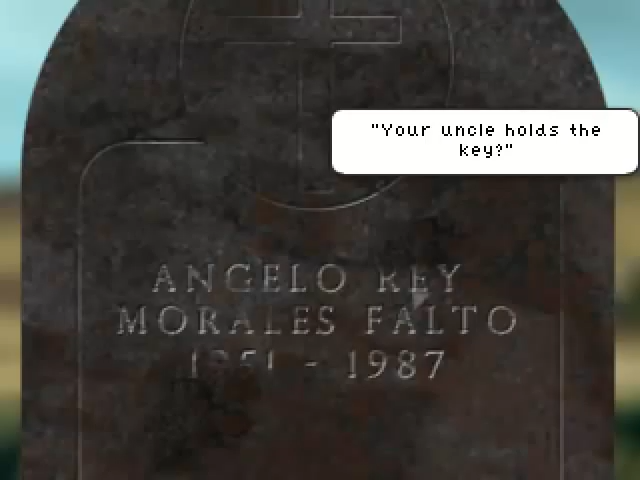 "Your uncle holds the
key?"
ANGELO REY
MORALES FALTO
- 1987